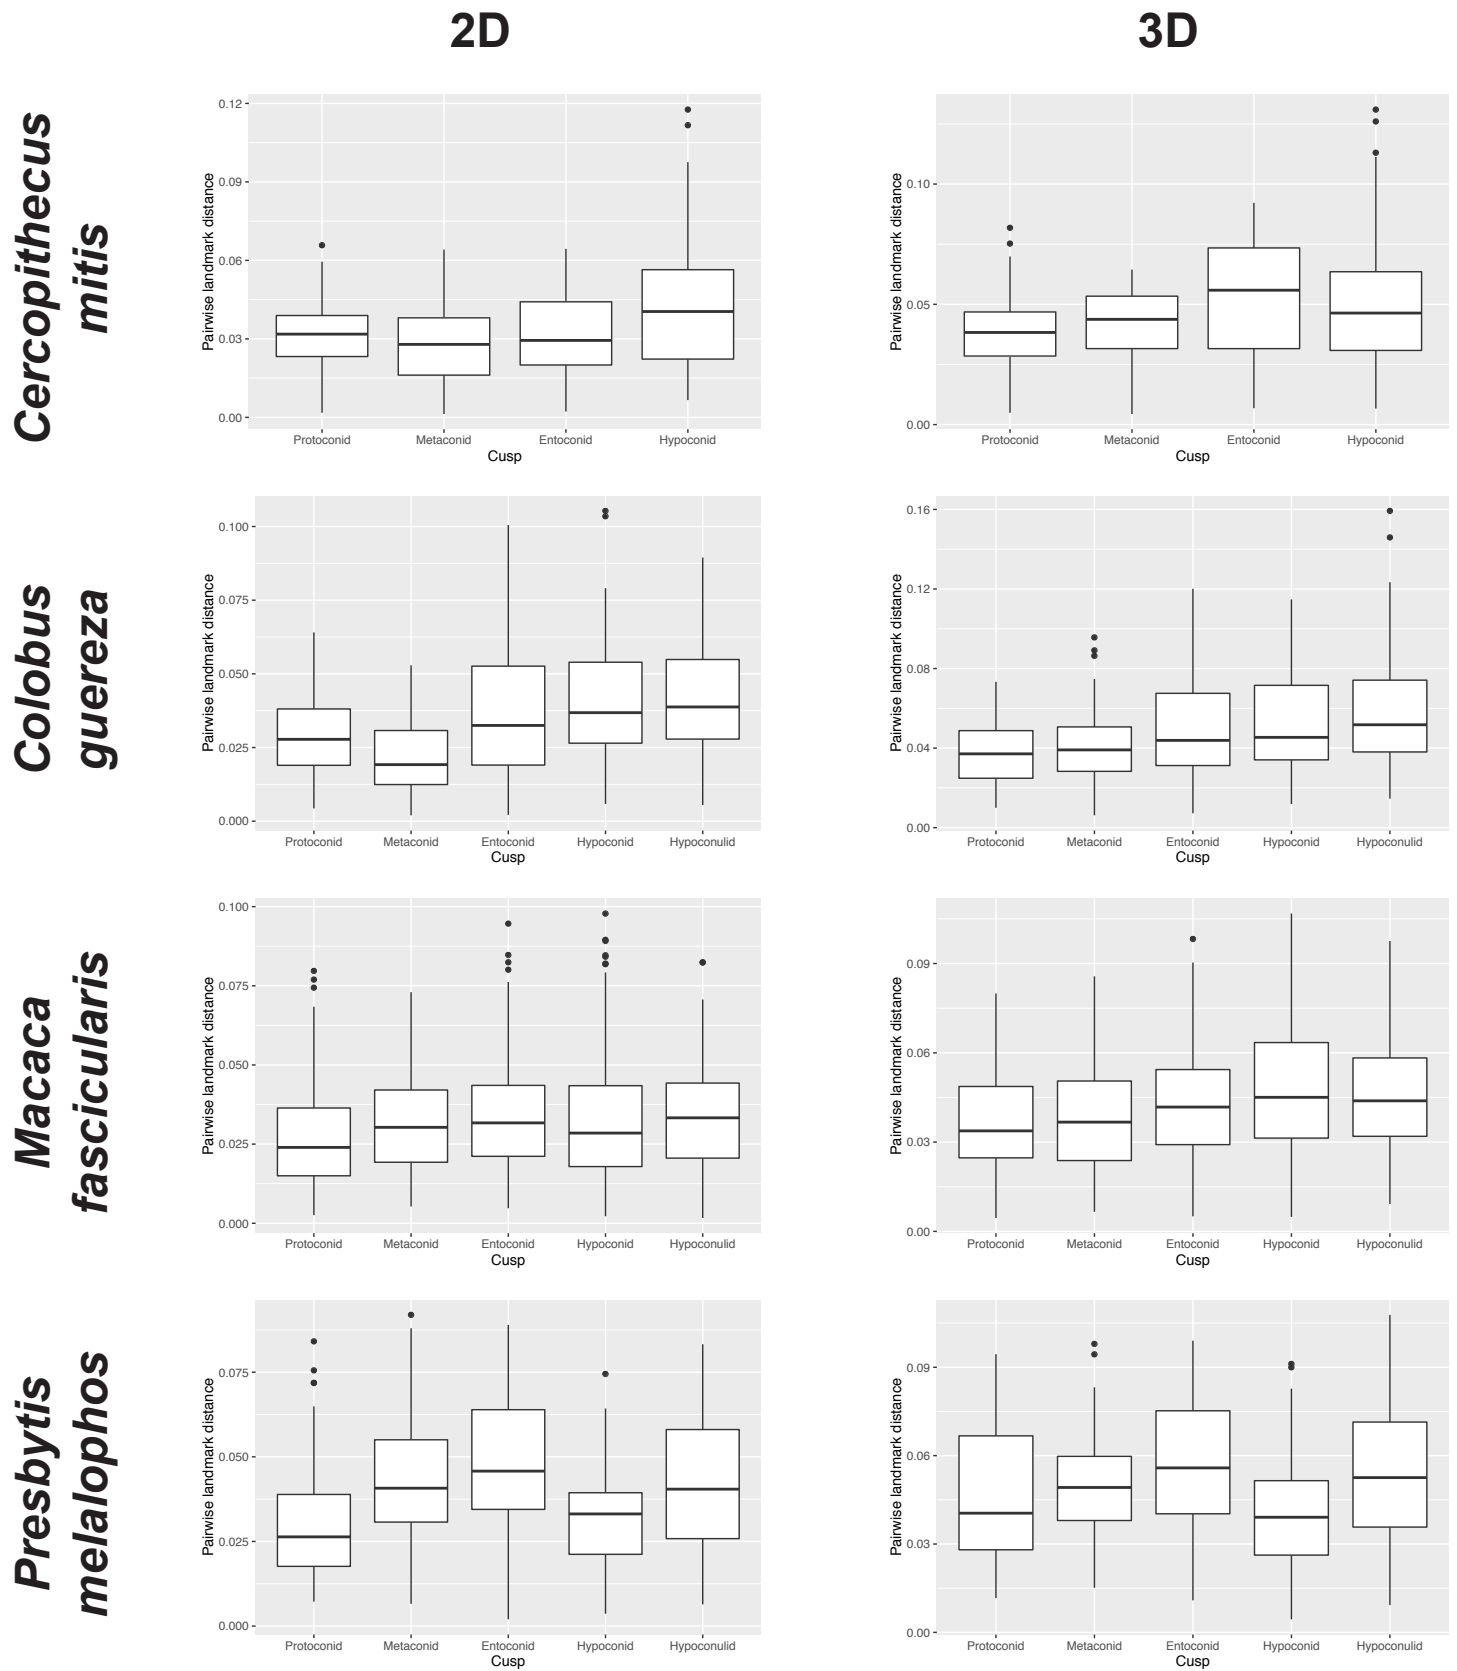 2D
3D
Cercopithecus
mitis
Pairwise landmark distance
0.12
0.09
0.06
0.03
0.00
Protoconid
Metaconid
Entoconid
Hypoconid
Cusp
Pairwise landmark distance
0.10
0.05
0.00
Protoconid
Metaconid
Entoconid
Hypoconid
Cusp
Colobus
guereza
Pairwise landmark distance
0.100
0.075
0.050
0.025
0.000
Protoconid
Metaconid
Entoconid
Hypoconid
Hypoconulid
Cusp
Pairwise landmark distance
0.16
0.12
0.08
0.04
0.00
Protoconid
Metaconid
Entoconid
Hypoconid
Hypoconulid
Cusp
Macaca
fascicularis
Pairwise landmark distance
0.100
0.075
0.050
0.025
0.000
Protoconid
Metaconid
Entoconid
Hypoconid
Hypoconulid
Cusp
Pairwise landmark distance
0.09
0.06
0.03
0.00
Protoconid
Metaconid
Entoconid
Hypoconid
Hypoconulid
Cusp
Presbytis
melalophos
Pairwise landmark distance
0.075
0.050
0.025
0.000
Protoconid
Metaconid
Entoconid
Hypoconid
Hypoconulid
Cusp
Pairwise landmark distance
0.09
0.06
0.03
0.00
Protoconid
Metaconid
Entoconid
Hypoconid
Hypoconulid
Cusp